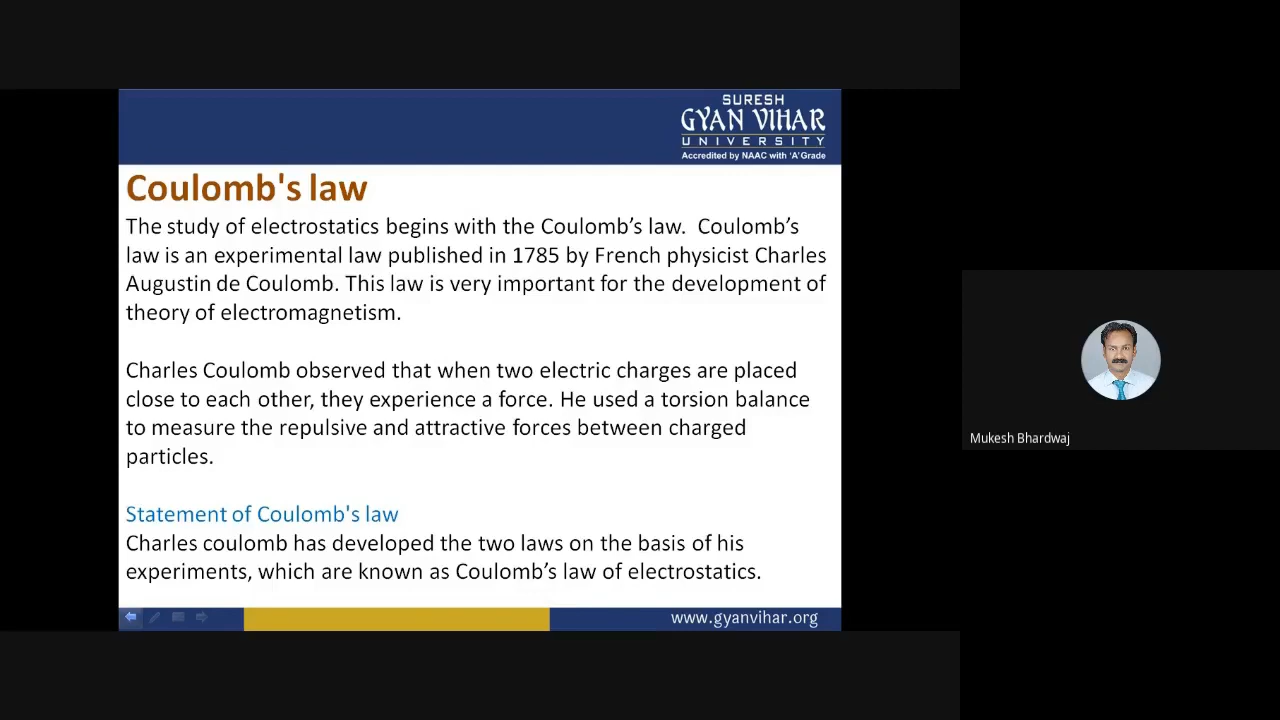 SURESH
GYAN VIHAR
UNIVERSITY
Accredited by NAAC with 'A' Grade
Coulomb's law
The study of electrostatics begins with the Coulomb’s law.  Coulomb’s
law is an experimental law published in 1785 by French physicist Charles
Augustin de Coulomb. This law is very important for the development of
theory of electromagnetism.
Charles Coulomb observed that when two electric charges are placed
close to each other, they experience a force. He used a torsion balance
to measure the repulsive and attractive forces between charged
particles.
Statement of Coulomb's law
Charles coulomb has developed the two laws on the basis of his
experiments, which are known as Coulomb’s law of electrostatics.
www.gyanvihar.org
Mukesh Bhardwaj